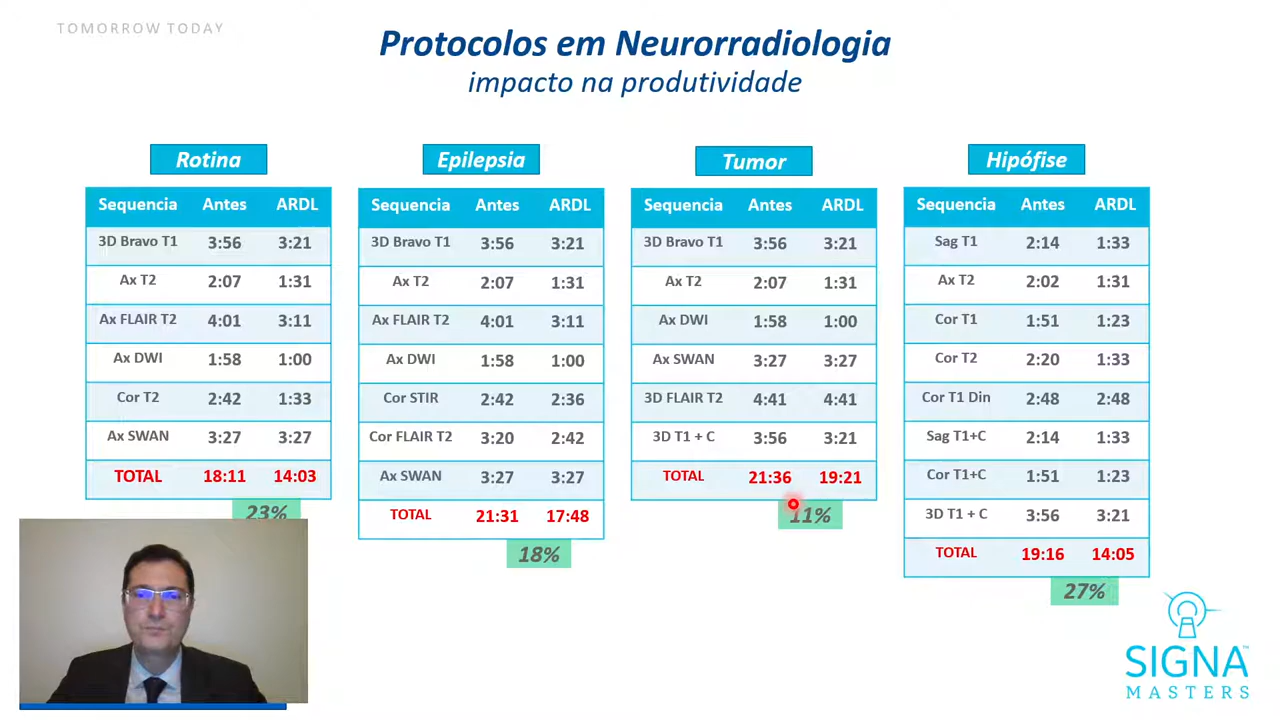 TOMORROW TODAY
Protocolos em Neurorradiologia
impacto na produtividade
Rotina
Sequencia Antes ARDL
3D Bravo T1 3:56 3:21
Ax T2 2:07 1:31
Ax FLAIR T2 4:01 3:11
Ax DWI 1:58 1:00
Cor T2 2:42 1:33
Ax SWAN 3:27 3:27
TOTAL 18:11 14:03
23%
Epilepsia
Sequencia Antes ARDL
3D Bravo T1 3:56 3:21
Ax T2 2:07 1:31
Ax FLAIR T2 4:01 3:11
Ax DWI 1:58 1:00
Cor STIR 2:42 2:36
Cor FLAIR T2 3:20 2:42
Ax SWAN 3:27 3:27
TOTAL 21:31 17:48
18%
Tumor
Sequencia Antes ARDL
3D Bravo T1 3:56 3:21
Ax T2 2:07 1:31
Ax DWI 1:58 1:00
Ax SWAN 3:27 3:27
3D FLAIR T2 4:41 4:41
3D T1 + C 3:56 3:21
TOTAL 21:36 19:21
11%
Hipófise
Sequencia Antes ARDL
Sag T1 2:14 1:33
Ax T2 2:02 1:31
Cor T1 1:51 1:23
Cor T2 2:20 1:33
Cor T1 Din 2:48 2:48
Sag T1+C 2:14 1:33
Cor T1+C 1:51 1:23
3D T1 + C 3:56 3:21
TOTAL 19:16 14:05
27%
SIGNA™
MASTERS